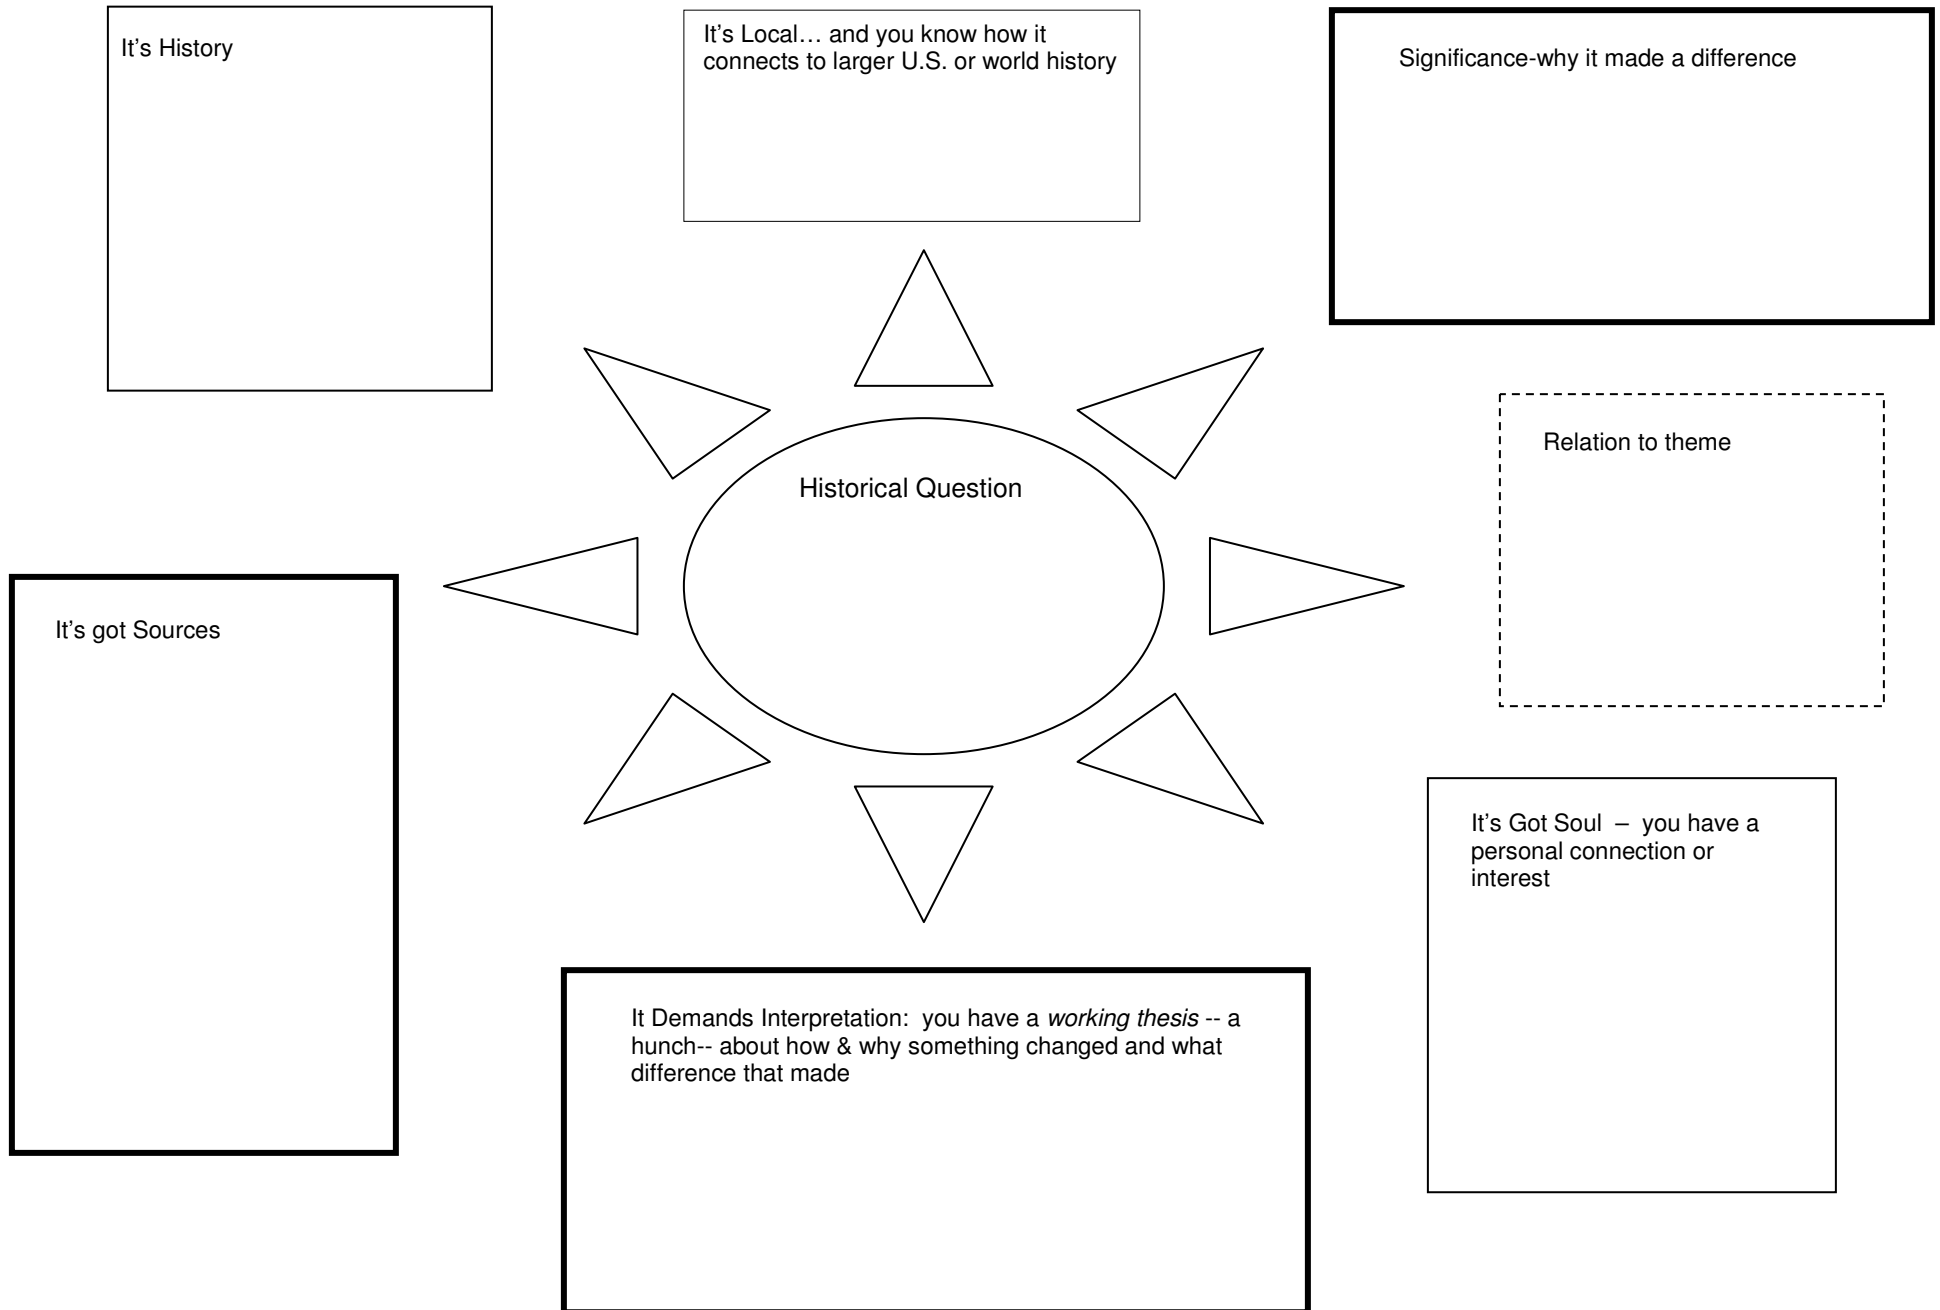 It's History
It's Local… and you know how it
connects to larger U.S. or world history
Significance-why it made a difference
Relation to theme
Historical Question
It's got Sources
It's Got Soul  –  you have a
personal connection or
interest
It Demands Interpretation:  you have a working thesis -- a
hunch-- about how & why something changed and what
difference that made